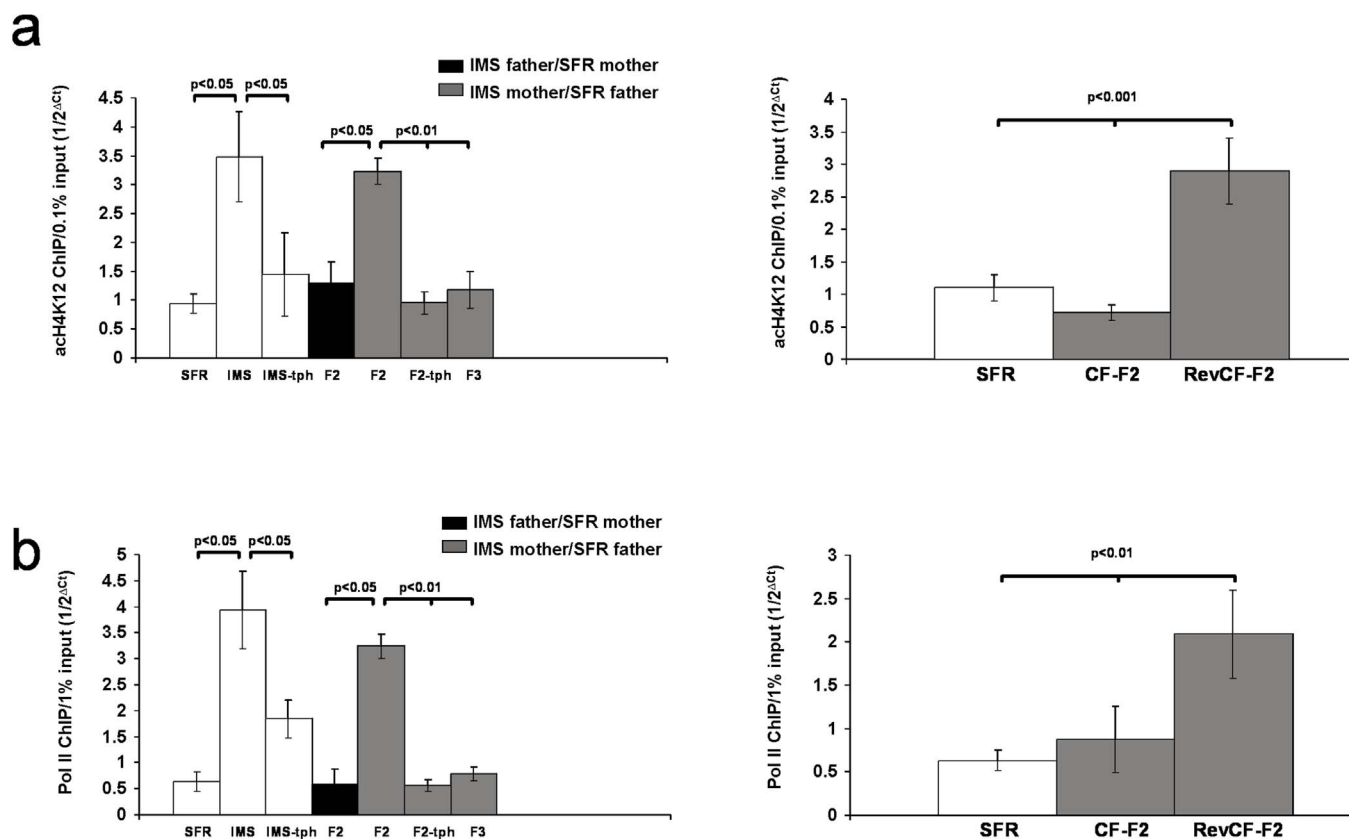 a
IMS father/SFR mother
IMS mother/SFR father
p<0.05 p<0.05
p<0.05 p<0.01
acH4K12 ChIP/0.1% input (1/2^ΔCt)
4.5
4
3.5
3
2.5
2
1.5
1
0.5
0
SFR IMS IMS-tph F2 F2 F2-tph F3
p<0.001
acH4K12 ChIP/0.1% input (1/2^ΔCt)
4
3.5
3
2.5
2
1.5
1
0.5
0
SFR CF-F2 RevCF-F2
b
IMS father/SFR mother
IMS mother/SFR father
p<0.05 p<0.05
p<0.05 p<0.01
Pol II ChIP/1% input (1/2^ΔCt)
5
4.5
4
3.5
3
2.5
2
1.5
1
0.5
0
SFR IMS IMS-tph F2 F2 F2-tph F3
p<0.01
Pol II ChIP/1% input (1/2^ΔCt)
3
2.5
2
1.5
1
0.5
0
SFR CF-F2 RevCF-F2